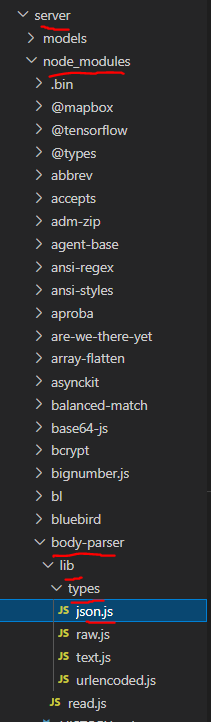 server
models
node_modules
.bin
@mapbox
@tensorflow
@types
abbrev
accepts
adm-zip
agent-base
ansi-regex
ansi-styles
aproba
are-we-there-yet
array-flatten
asynckit
balanced-match
base64-js
bcrypt
bignumber.js
bl
bluebird
body-parser
lib
types
JS json.js
JS raw.js
JS text.js
JS urlencoded.js
JS read.js